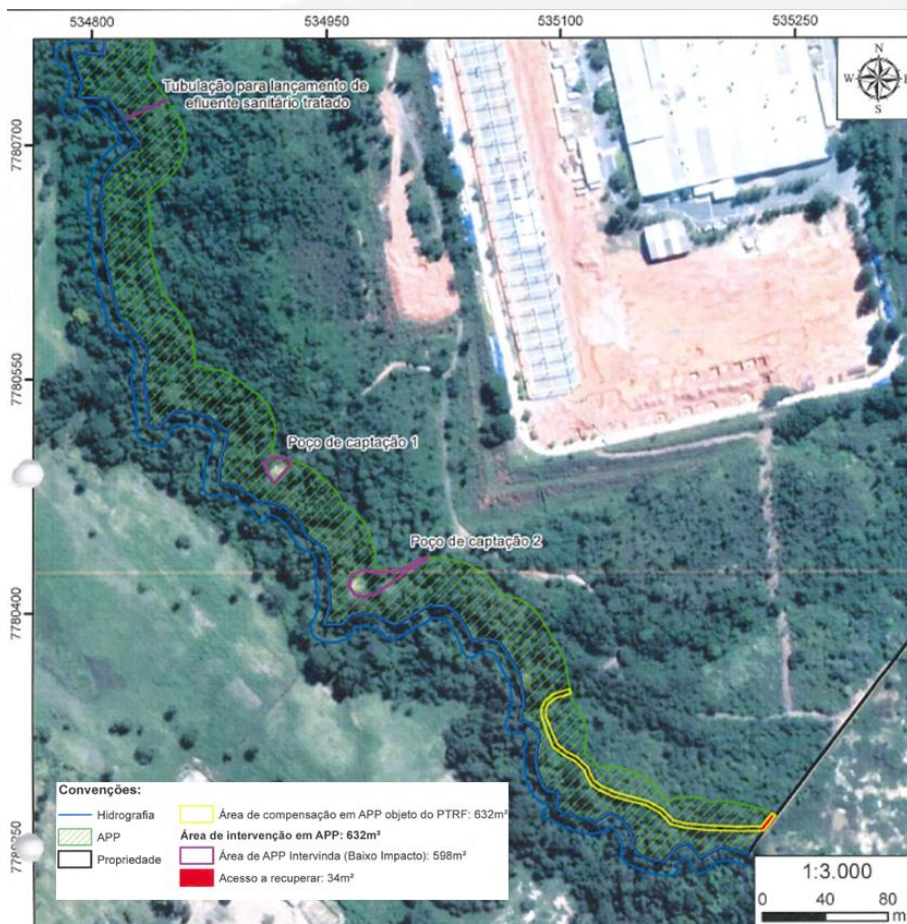 534800 534950 535100 535250
N
W E
S
Tubulação para lançamento de
efluente sanitário tratado
7780700
7780550
Poço de captação 1
Poço de captação 2
7780400
Convenções:
Hidrografia
APP
Propriedade
Área de compensação em APP objeto do PTRF: 632m²
Área de intervenção em APP: 632m²
Área de APP Intervinda (Baixo Impacto): 598m²
Acesso a recuperar: 34m²
1:3.000
0 40 80
m